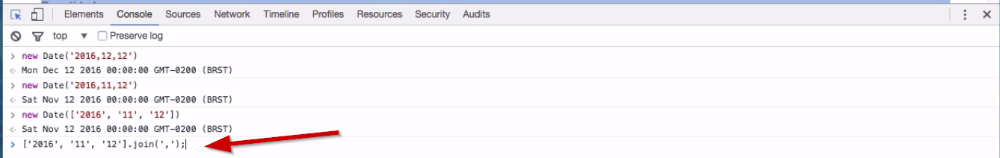 Elements Console Sources Network Timeline Profiles Resources Security Audits
top Preserve log
> new Date('2016,12,12')
Mon Dec 12 2016 00:00:00 GMT-0200 (BRST)
> new Date('2016,11,12')
Sat Nov 12 2016 00:00:00 GMT-0200 (BRST)
> new Date(['2016', '11', '12'])
Sat Nov 12 2016 00:00:00 GMT-0200 (BRST)
> ['2016', '11', '12'].join(',');